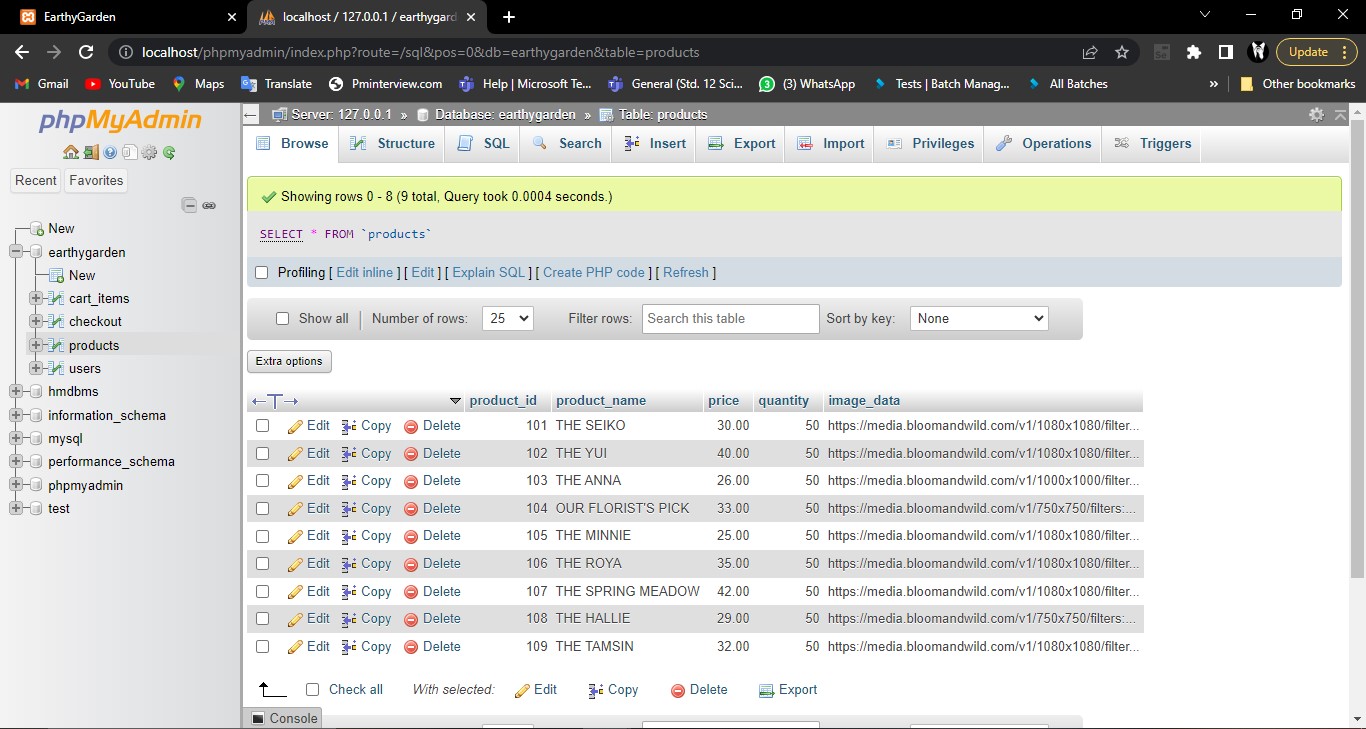 EarthyGarden
localhost / 127.0.0.1 / earthygard
localhost/phpmyadmin/index.php?route=/sql&pos=0&db=earthygarden&table=products
Update
Gmail YouTube Maps Translate Pminterview.com Help | Microsoft Te... General (Std. 12 Sci... (3) WhatsApp Tests | Batch Manag... All Batches » Other bookmarks
phpMyAdmin
Recent Favorites
New
earthygarden
New
cart_items
checkout
products
users
hmdbms
information_schema
mysql
performance_schema
phpmyadmin
test
Server: 127.0.0.1 » Database: earthygarden » Table: products
Browse Structure SQL Search Insert Export Import Privileges Operations Triggers
Showing rows 0 - 8 (9 total, Query took 0.0004 seconds.)
SELECT * FROM `products`
Profiling [ Edit inline ] [ Edit ] [ Explain SQL ] [ Create PHP code ] [ Refresh ]
Show all Number of rows: 25 Filter rows: Search this table Sort by key: None
Extra options
product_id product_name price quantity image_data
Edit Copy Delete 101 THE SEIKO 30.00 50 https://media.bloomandwild.com/v1/1080x1080/filter...
Edit Copy Delete 102 THE YUI 40.00 50 https://media.bloomandwild.com/v1/1080x1080/filter...
Edit Copy Delete 103 THE ANNA 26.00 50 https://media.bloomandwild.com/v1/1000x1000/filter...
Edit Copy Delete 104 OUR FLORIST'S PICK 33.00 50 https://media.bloomandwild.com/v1/750x750/filters:...
Edit Copy Delete 105 THE MINNIE 25.00 50 https://media.bloomandwild.com/v1/1080x1080/filter...
Edit Copy Delete 106 THE ROYA 35.00 50 https://media.bloomandwild.com/v1/1080x1080/filter...
Edit Copy Delete 107 THE SPRING MEADOW 42.00 50 https://media.bloomandwild.com/v1/1080x1080/filter...
Edit Copy Delete 108 THE HALLIE 29.00 50 https://media.bloomandwild.com/v1/750x750/filters:...
Edit Copy Delete 109 THE TAMSIN 32.00 50 https://media.bloomandwild.com/v1/1080x1080/filter...
Check all With selected: Edit Copy Delete Export
Console